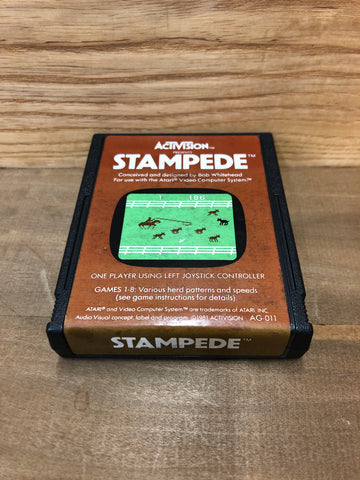 ACTIVISION™
PRESENTS
STAMPEDE™
Conceived and designed by Bob Whitehead
For use with the Atari® Video Computer System™
186
ONE PLAYER USING LEFT JOYSTICK CONTROLLER
GAMES 1-8: Various herd patterns and speeds
(see game instructions for details)
ATARI® and Video Computer System™ are trademarks of ATARI, INC.
Audio Visual concept, label and program ©1981 ACTIVISION AG-011
STAMPEDE™